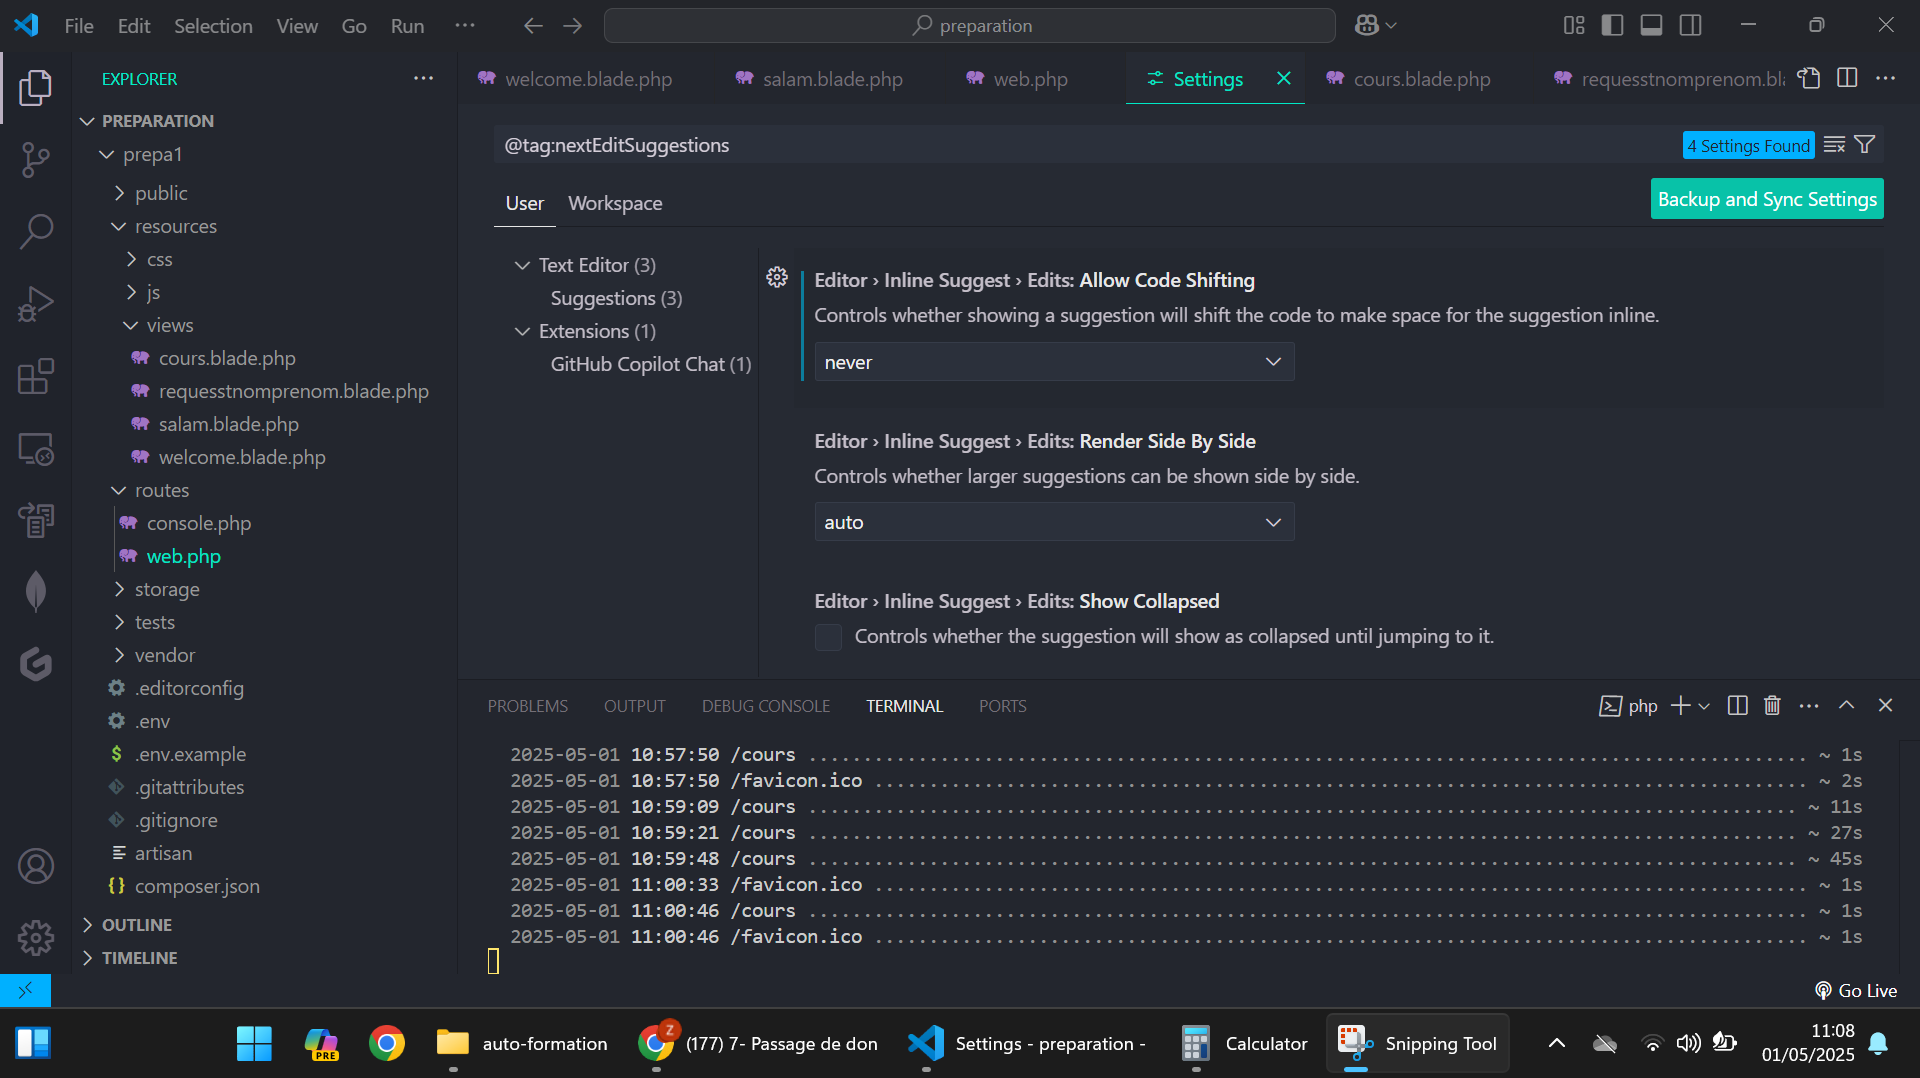 File Edit Selection View Go Run ···
preparation
EXPLORER
PREPARATION
prepa1
public
resources
css
js
views
cours.blade.php
requesstnomprenom.blade.php
salam.blade.php
welcome.blade.php
routes
console.php
web.php
storage
tests
vendor
.editorconfig
.env
.env.example
.gitattributes
.gitignore
artisan
composer.json
OUTLINE
TIMELINE
welcome.blade.php salam.blade.php web.php Settings cours.blade.php requesstnomprenom.bla
@tag:nextEditSuggestions
4 Settings Found
User Workspace
Backup and Sync Settings
Text Editor (3)
Suggestions (3)
Extensions (1)
GitHub Copilot Chat (1)
Editor › Inline Suggest › Edits: Allow Code Shifting
Controls whether showing a suggestion will shift the code to make space for the suggestion inline.
never
Editor › Inline Suggest › Edits: Render Side By Side
Controls whether larger suggestions can be shown side by side.
auto
Editor › Inline Suggest › Edits: Show Collapsed
Controls whether the suggestion will show as collapsed until jumping to it.
PROBLEMS OUTPUT DEBUG CONSOLE TERMINAL PORTS
php
2025-05-01 10:57:50 /cours ........................................ ~ 1s
2025-05-01 10:57:50 /favicon.ico ........................................ ~ 2s
2025-05-01 10:59:09 /cours ........................................ ~ 11s
2025-05-01 10:59:21 /cours ........................................ ~ 27s
2025-05-01 10:59:48 /cours ........................................ ~ 45s
2025-05-01 11:00:33 /favicon.ico ........................................ ~ 1s
2025-05-01 11:00:46 /cours ........................................ ~ 1s
2025-05-01 11:00:46 /favicon.ico ........................................ ~ 1s
Go Live
PRE
auto-formation
Z
(177) 7- Passage de don
Settings - preparation -
Calculator
Snipping Tool
11:08
01/05/2025